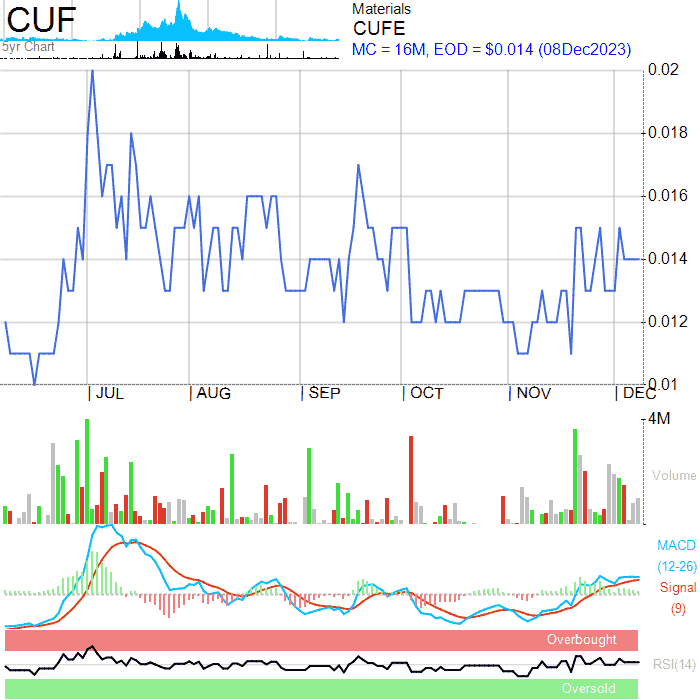 CUF
5yr Chart
Materials
CUFE
MC = 16M, EOD = $0.014 (08Dec2023)
0.02
0.018
0.016
0.014
0.012
0.01
JUL AUG SEP OCT NOV DEC
4M
Volume
MACD
(12-26)
Signal
(9)
Overbought
RSI(14)
Oversold